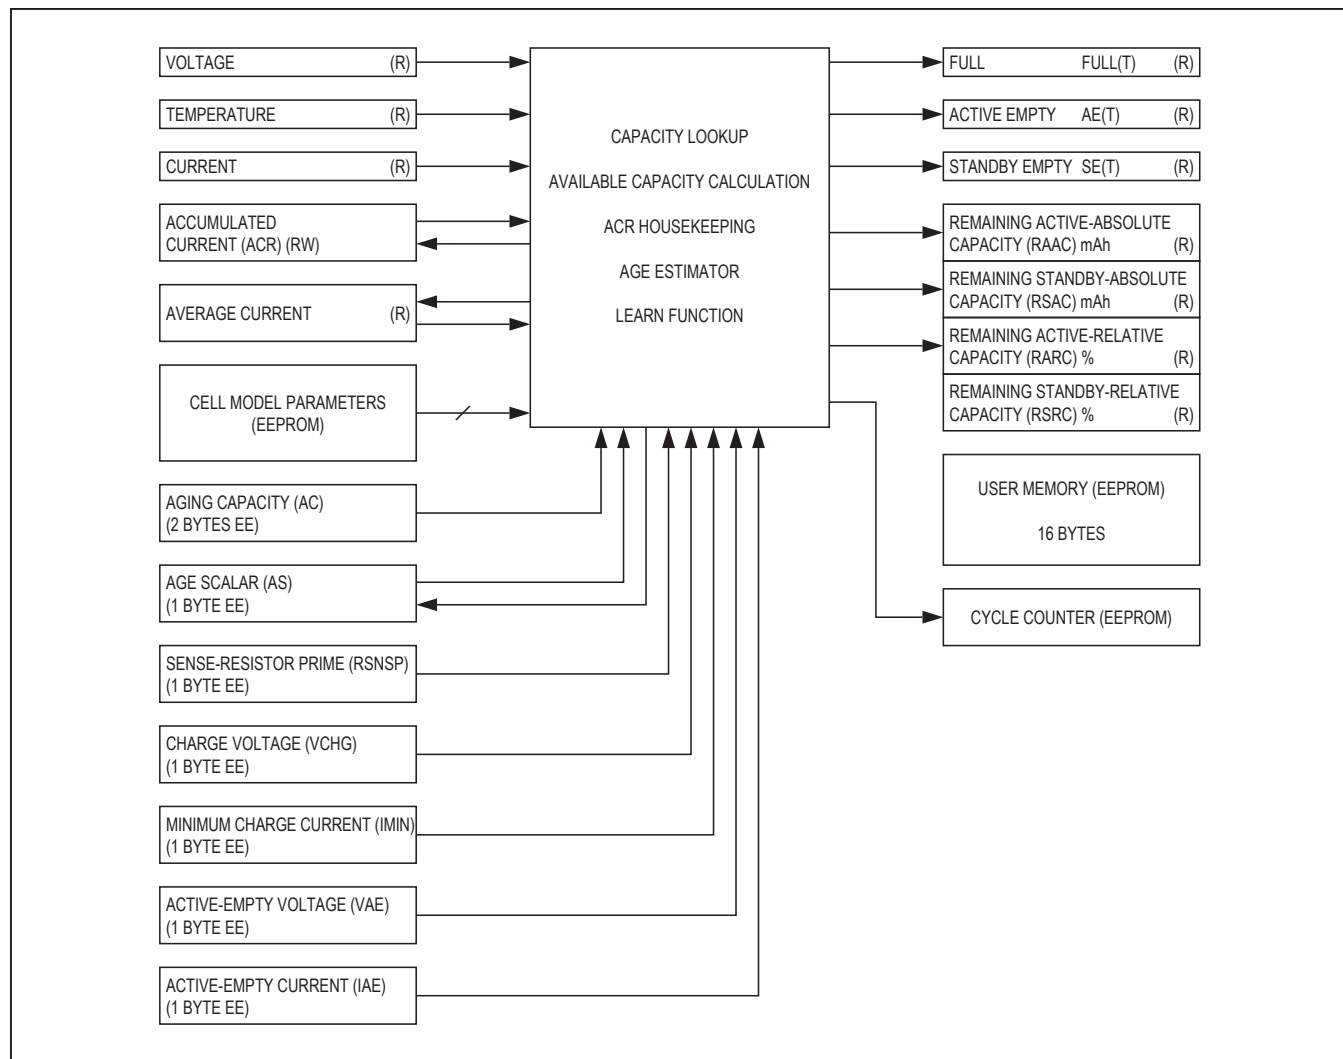 VOLTAGE (R)
TEMPERATURE (R)
CURRENT (R)
ACCUMULATED
CURRENT (ACR) (RW)
AVERAGE CURRENT (R)
CELL MODEL PARAMETERS
(EEPROM)
AGING CAPACITY (AC)
(2 BYTES EE)
AGE SCALAR (AS)
(1 BYTE EE)
SENSE-RESISTOR PRIME (RSNSP)
(1 BYTE EE)
CHARGE VOLTAGE (VCHG)
(1 BYTE EE)
MINIMUM CHARGE CURRENT (IMIN)
(1 BYTE EE)
ACTIVE-EMPTY VOLTAGE (VAE)
(1 BYTE EE)
ACTIVE-EMPTY CURRENT (IAE)
(1 BYTE EE)
CAPACITY LOOKUP
AVAILABLE CAPACITY CALCULATION
ACR HOUSEKEEPING
AGE ESTIMATOR
LEARN FUNCTION
FULL FULL(T) (R)
ACTIVE EMPTY AE(T) (R)
STANDBY EMPTY SE(T) (R)
REMAINING ACTIVE-ABSOLUTE
CAPACITY (RAAC) mAh (R)
REMAINING STANDBY-ABSOLUTE
CAPACITY (RSAC) mAh (R)
REMAINING ACTIVE-RELATIVE
CAPACITY (RARC) % (R)
REMAINING STANDBY-RELATIVE
CAPACITY (RSRC) % (R)
USER MEMORY (EEPROM)
16 BYTES
CYCLE COUNTER (EEPROM)